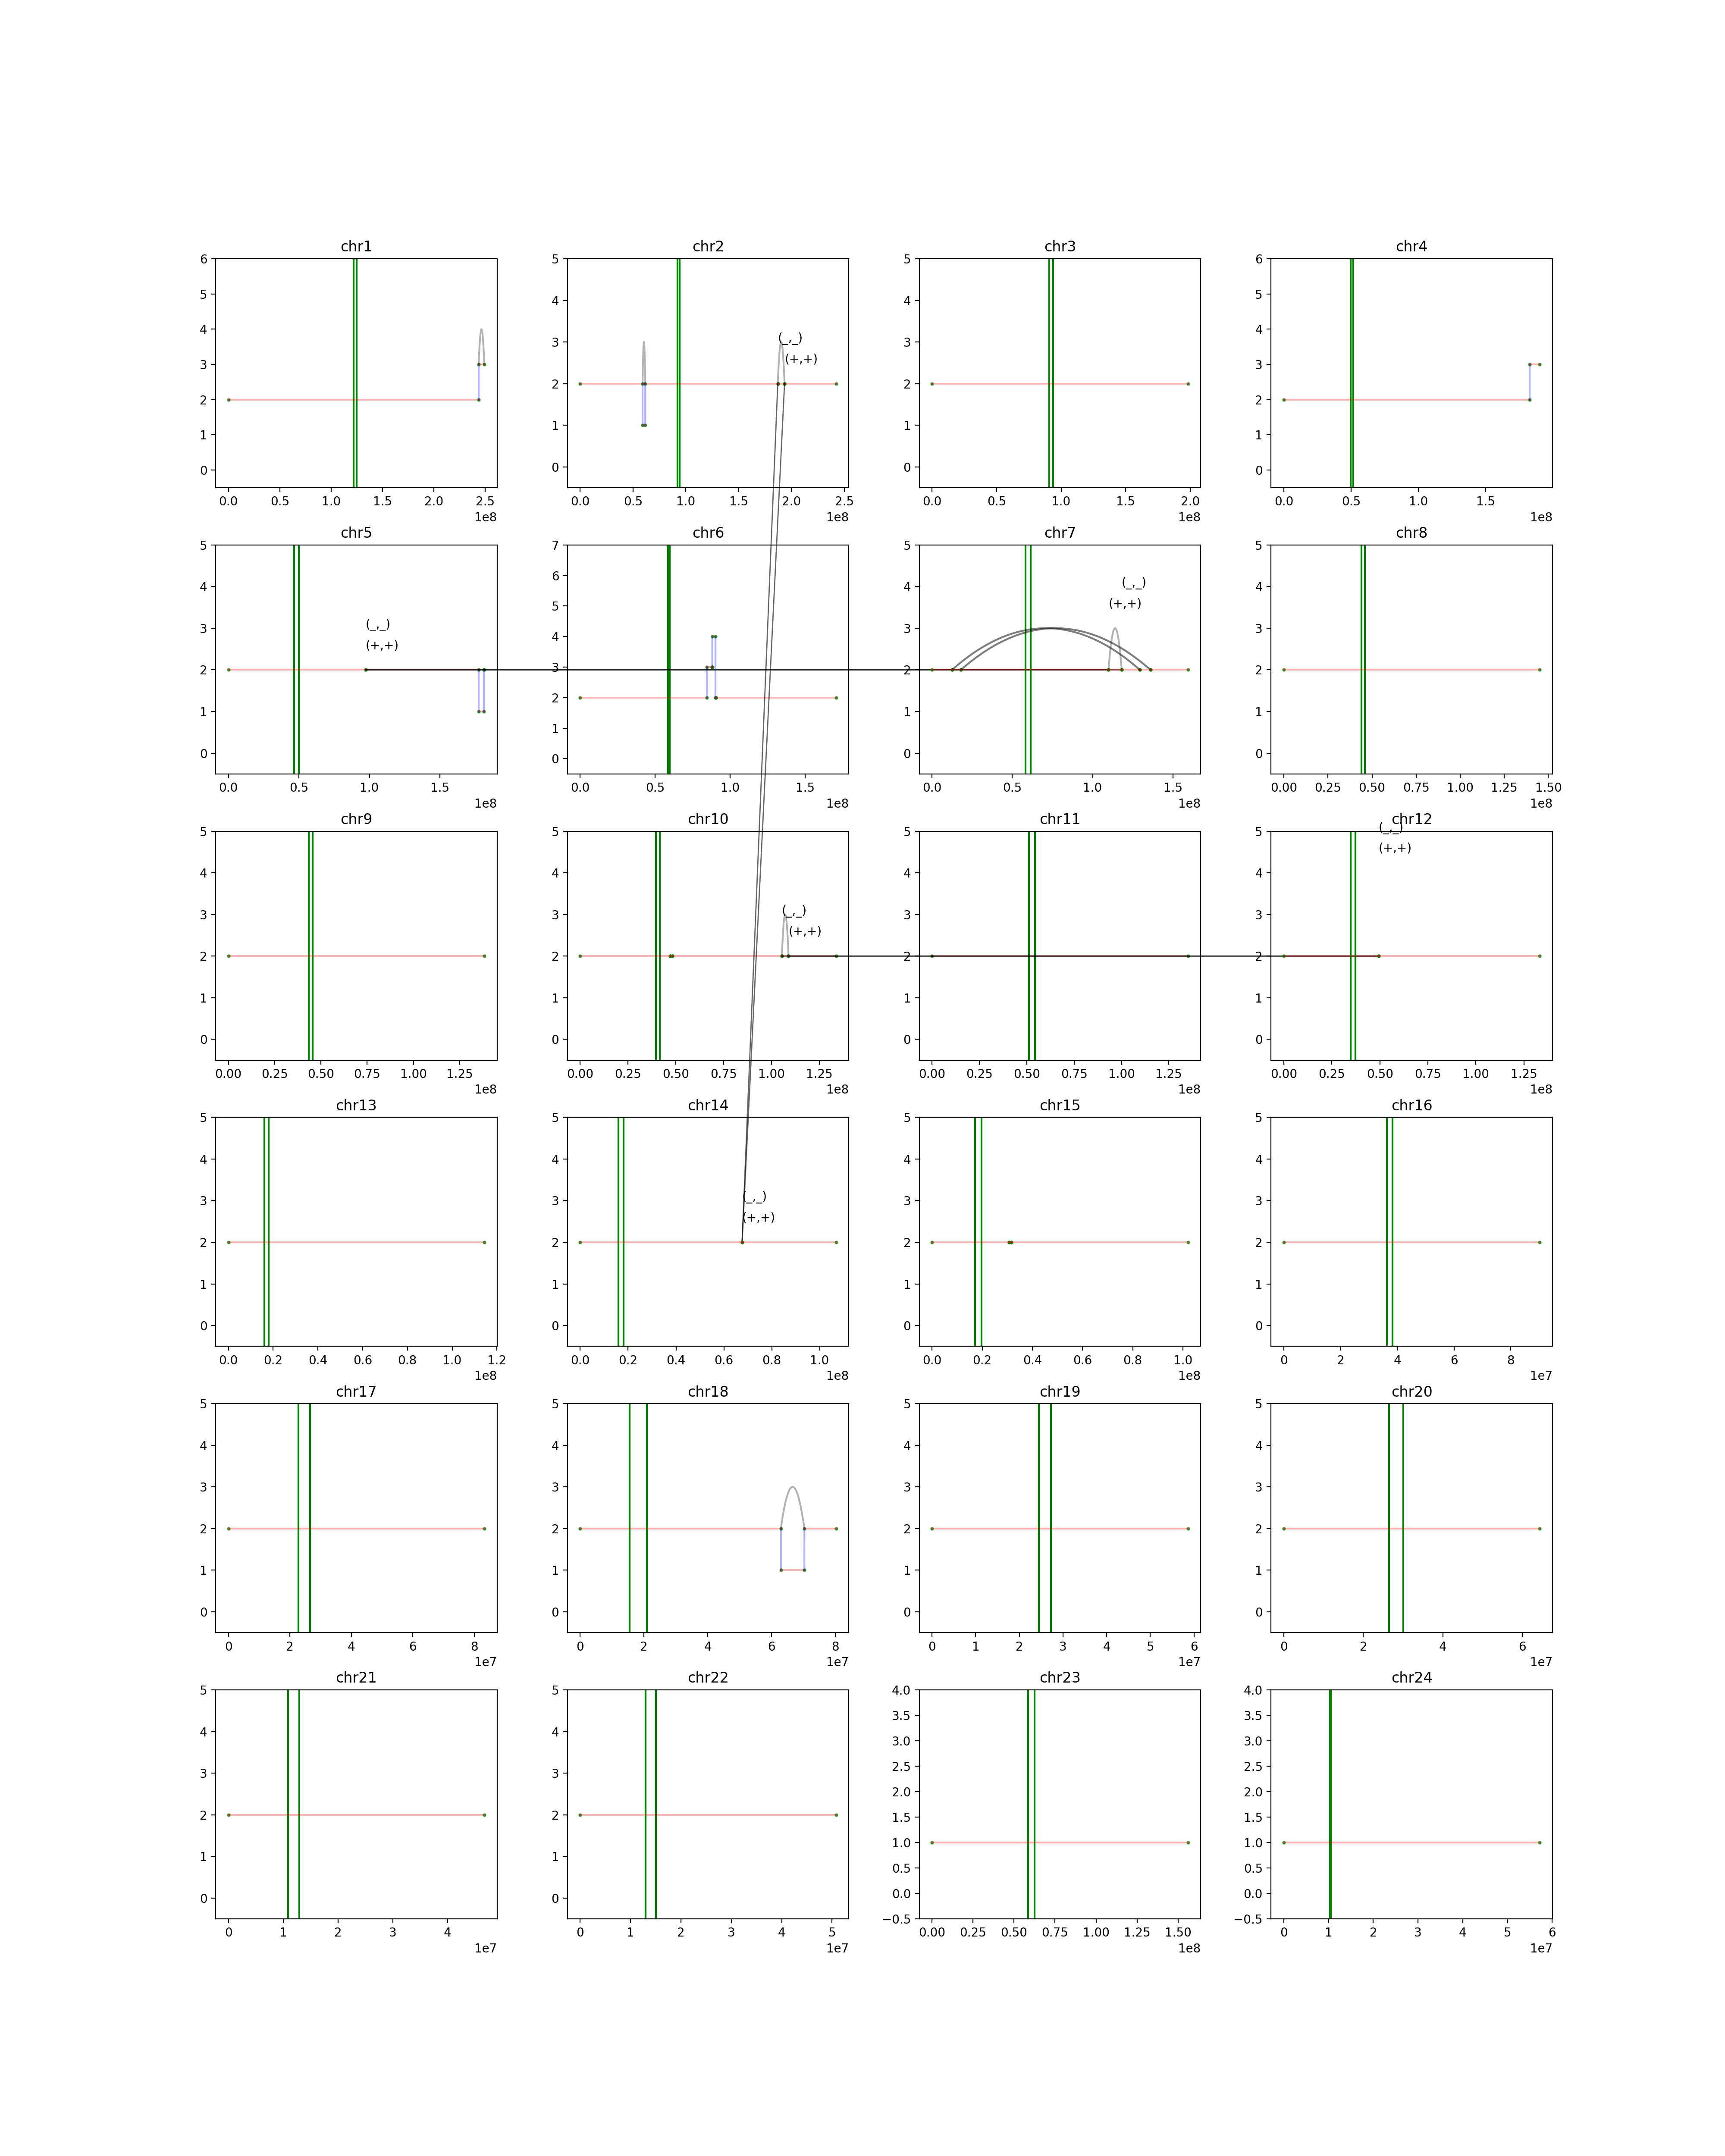 chr1 chr2 chr3 chr4
6 5 5 6
5 4 4 5
4 3 (_,_) 3 4
3 (+,+) 3
2 2 2 2
1 1 1 1
0 0 0 0
0.0 0.5 1.0 1.5 2.0 2.5 0.0 0.5 1.0 1.5 2.0 2.5 0.0 0.5 1.0 1.5 2.0 0.0 0.5 1.0 1.5
1e8 1e8 1e8 1e8
chr5 chr6 chr7 chr8
5 7 5 5
4 6 4 (_,_) 4
5 (+,+)
3 (_,_) 4 3 3
(+,+) 3
2 2 2 2
1 1 1 1
0 0 0 0
0.0 0.5 1.0 1.5 0.0 0.5 1.0 1.5 0.0 0.5 1.0 1.5 0.00 0.25 0.50 0.75 1.00 1.25 1.50
1e8 1e8 1e8 1e8
chr9 chr10 chr11 chr12
5 5 5 5 (_,_)
4 4 4 4 (+,+)
3 3 (_,_) 3 3
(+,+)
2 2 2 2
1 1 1 1
0 0 0 0
0.00 0.25 0.50 0.75 1.00 1.25 0.00 0.25 0.50 0.75 1.00 1.25 0.00 0.25 0.50 0.75 1.00 1.25 0.00 0.25 0.50 0.75 1.00 1.25
1e8 1e8 1e8 1e8
chr13 chr14 chr15 chr16
5 5 5 5
4 4 4 4
3 3 (_,_) 3 3
(+,+)
2 2 2 2
1 1 1 1
0 0 0 0
0.0 0.2 0.4 0.6 0.8 1.0 1.2 0.0 0.2 0.4 0.6 0.8 1.0 0.0 0.2 0.4 0.6 0.8 1.0 0 2 4 6 8
1e8 1e8 1e8 1e7
chr17 chr18 chr19 chr20
5 5 5 5
4 4 4 4
3 3 3 3
2 2 2 2
1 1 1 1
0 0 0 0
0 2 4 6 8 0 2 4 6 8 0 1 2 3 4 5 6 0 2 4 6
1e7 1e7 1e7 1e7
chr21 chr22 chr23 chr24
5 5 4.0 4.0
4 4 3.5 3.5
3.0 3.0
3 3 2.5 2.5
2 2 2.0 2.0
1.5 1.5
1 1 1.0 1.0
0.5 0.5
0 0 0.0 0.0
−0.5 −0.5
0 1 2 3 4 0 1 2 3 4 5 0.00 0.25 0.50 0.75 1.00 1.25 1.50 0 1 2 3 4 5 6
1e7 1e7 1e8 1e7